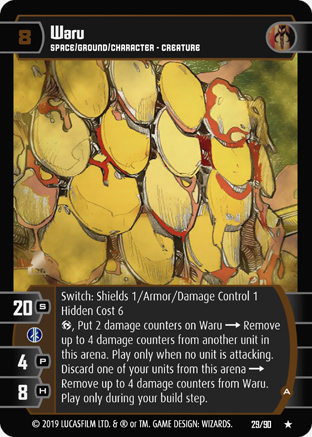 8
Waru
SPACE/GROUND/CHARACTER - CREATURE
20 S
4 P
8 H
Switch: Shields 1/Armor/Damage Control 1
Hidden Cost 6
, Put 2 damage counters on Waru → Remove
up to 4 damage counters from another unit in
this arena. Play only when no unit is attacking.
Discard one of your units from this arena →
Remove up to 4 damage counters from Waru.
Play only during your build step.
A
© 2019 LUCASFILM LTD. & ® or TM. GAME DESIGN: WIZARDS. 29/90 ★